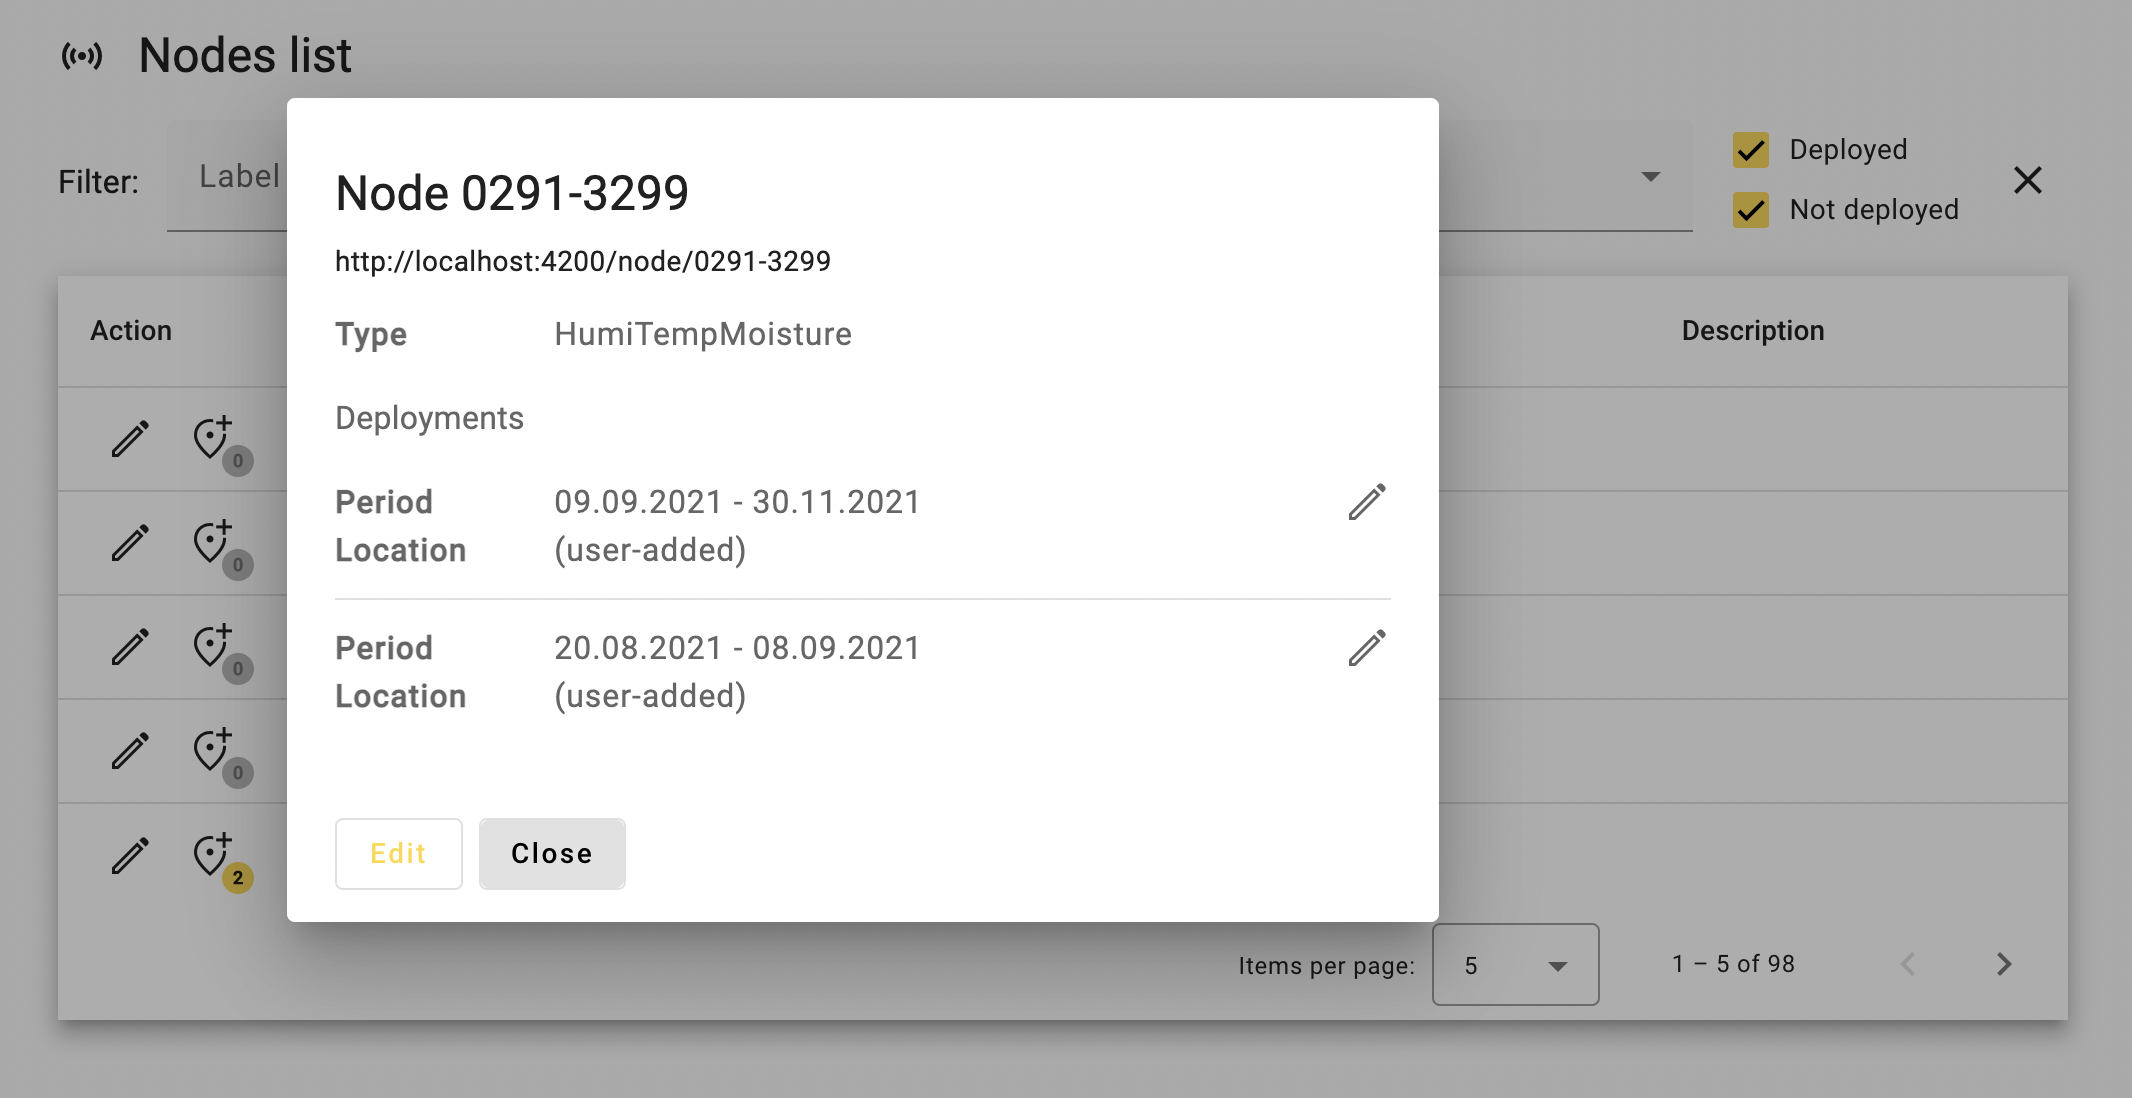 Nodes list
Filter:
Label
Deployed
Not deployed
Action
Description
0
0
0
0
2
Node 0291-3299
http://localhost:4200/node/0291-3299
Type HumiTempMoisture
Deployments
Period 09.09.2021 - 30.11.2021
Location (user-added)
Period 20.08.2021 - 08.09.2021
Location (user-added)
Edit Close
Items per page: 5 1 – 5 of 98